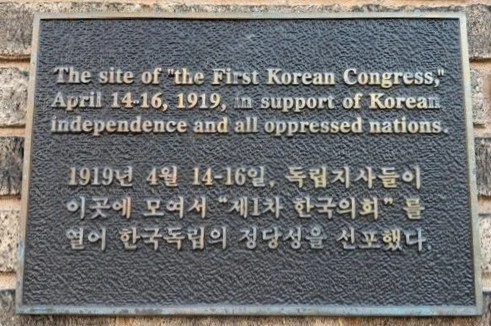 The site of "the First Korean Congress,"
April 14-16, 1919, in support of Korean
independence and all oppressed nations.
1919년 4월 14-16일, 독립지사들이
이곳에 모여서 “제1차 한국의회” 를
열어 한국독립의 정당성을 선포했다.